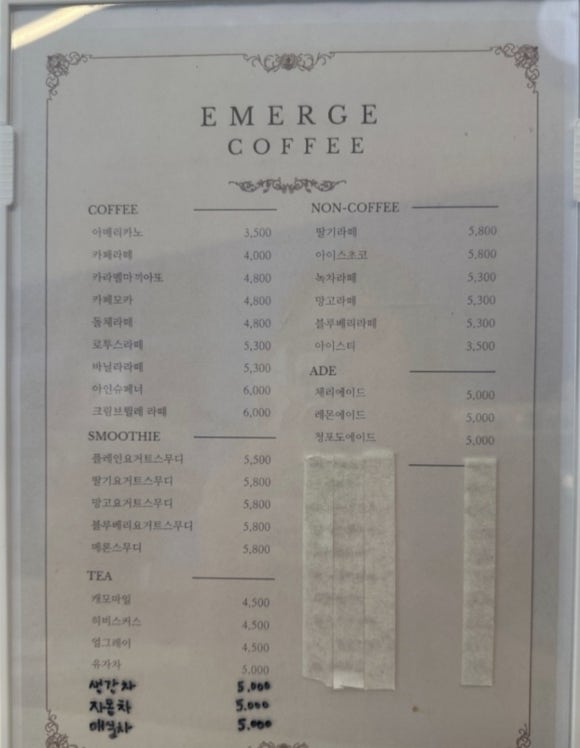 EMERGE
COFFEE
COFFEE
아메리카노 3,500
카페라떼 4,000
카라멜마끼아또 4,800
카페모카 4,800
돌체라떼 4,800
로투스라떼 5,300
바닐라라떼 5,300
아인슈페너 6,000
크림브륄레 라떼 6,000
SMOOTHIE
플레인요거트스무디 5,500
딸기요거트스무디 5,800
망고요거트스무디 5,800
블루베리요거트스무디 5,800
메론스무디 5,800
TEA
캐모마일 4,500
히비스커스 4,500
얼그레이 4,500
유자차 5,000
생강차 5.000
자몽차 5.000
매실차 5.000
NON-COFFEE
딸기라떼 5,800
아이스초코 5,800
녹차라떼 5,300
망고라떼 5,300
블루베리라떼 5,300
아이스티 3,500
ADE
체리에이드 5,000
레몬에이드 5,000
청포도에이드 5,000